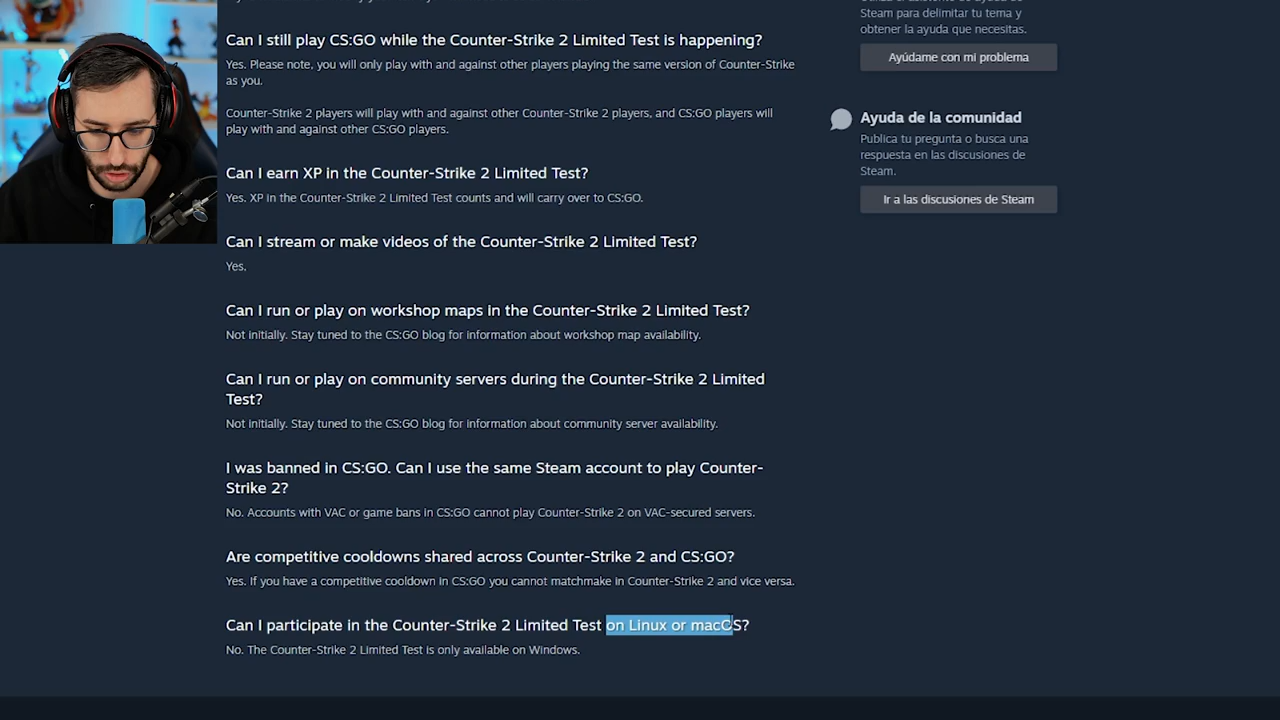 Can I still play CS:GO while the Counter-Strike 2 Limited Test is happening?
Yes. Please note, you will only play with and against other players playing the same version of Counter-Strike
as you.
Counter-Strike 2 players will play with and against other Counter-Strike 2 players, and CS:GO players will
play with and against other CS:GO players.
Can I earn XP in the Counter-Strike 2 Limited Test?
Yes. XP in the Counter-Strike 2 Limited Test counts and will carry over to CS:GO.
Can I stream or make videos of the Counter-Strike 2 Limited Test?
Yes.
Can I run or play on workshop maps in the Counter-Strike 2 Limited Test?
Not initially. Stay tuned to the CS:GO blog for information about workshop map availability.
Can I run or play on community servers during the Counter-Strike 2 Limited
Test?
Not initially. Stay tuned to the CS:GO blog for information about community server availability.
I was banned in CS:GO. Can I use the same Steam account to play Counter-
Strike 2?
No. Accounts with VAC or game bans in CS:GO cannot play Counter-Strike 2 on VAC-secured servers.
Are competitive cooldowns shared across Counter-Strike 2 and CS:GO?
Yes. If you have a competitive cooldown in CS:GO you cannot matchmake in Counter-Strike 2 and vice versa.
Can I participate in the Counter-Strike 2 Limited Test on Linux or macOS?
No. The Counter-Strike 2 Limited Test is only available on Windows.
Steam para delimitar tu tema y
obtener la ayuda que necesitas.
Ayúdame con mi problema
Ayuda de la comunidad
Publica tu pregunta o busca una
respuesta en las discusiones de
Steam.
Ir a las discusiones de Steam